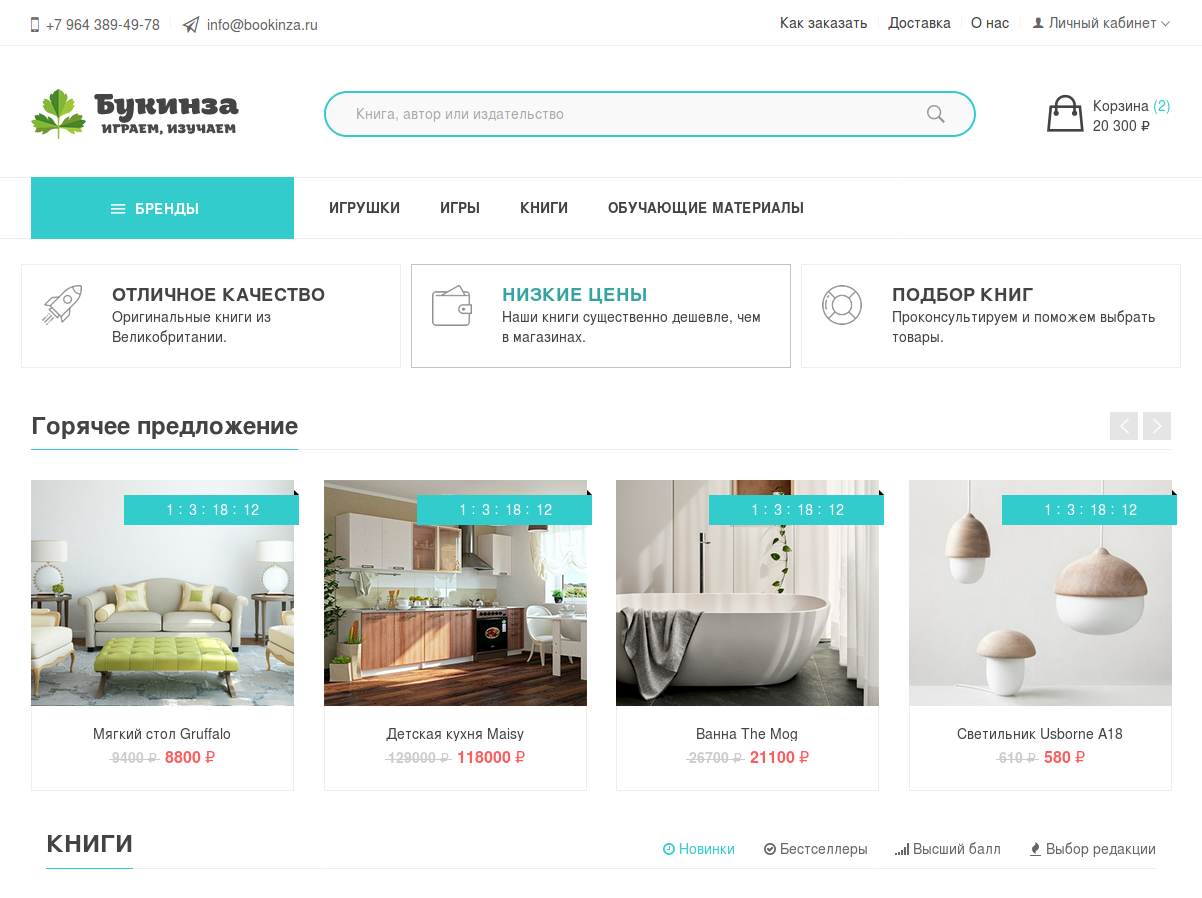 +7 964 389-49-78 info@bookinza.ru Как заказать Доставка О нас Личный кабинет
Букинза
ИГРАЕМ, ИЗУЧАЕМ
Книга, автор или издательство
Корзина (2)
20 300 ₽
БРЕНДЫ ИГРУШКИ ИГРЫ КНИГИ ОБУЧАЮЩИЕ МАТЕРИАЛЫ
ОТЛИЧНОЕ КАЧЕСТВО
Оригинальные книги из
Великобритании.
НИЗКИЕ ЦЕНЫ
Наши книги существенно дешевле, чем
в магазинах.
ПОДБОР КНИГ
Проконсультируем и поможем выбрать
товары.
Горячее предложение
1 : 3 : 18 : 12
1 : 3 : 18 : 12
1 : 3 : 18 : 12
1 : 3 : 18 : 12
Мягкий стол Gruffalo
9400 ₽ 8800 ₽
Детская кухня Maisy
129000 ₽ 118000 ₽
Ванна The Mog
26700 ₽ 21100 ₽
Светильник Usborne A18
610 ₽ 580 ₽
КНИГИ
Новинки Бестселлеры Высший балл Выбор редакции